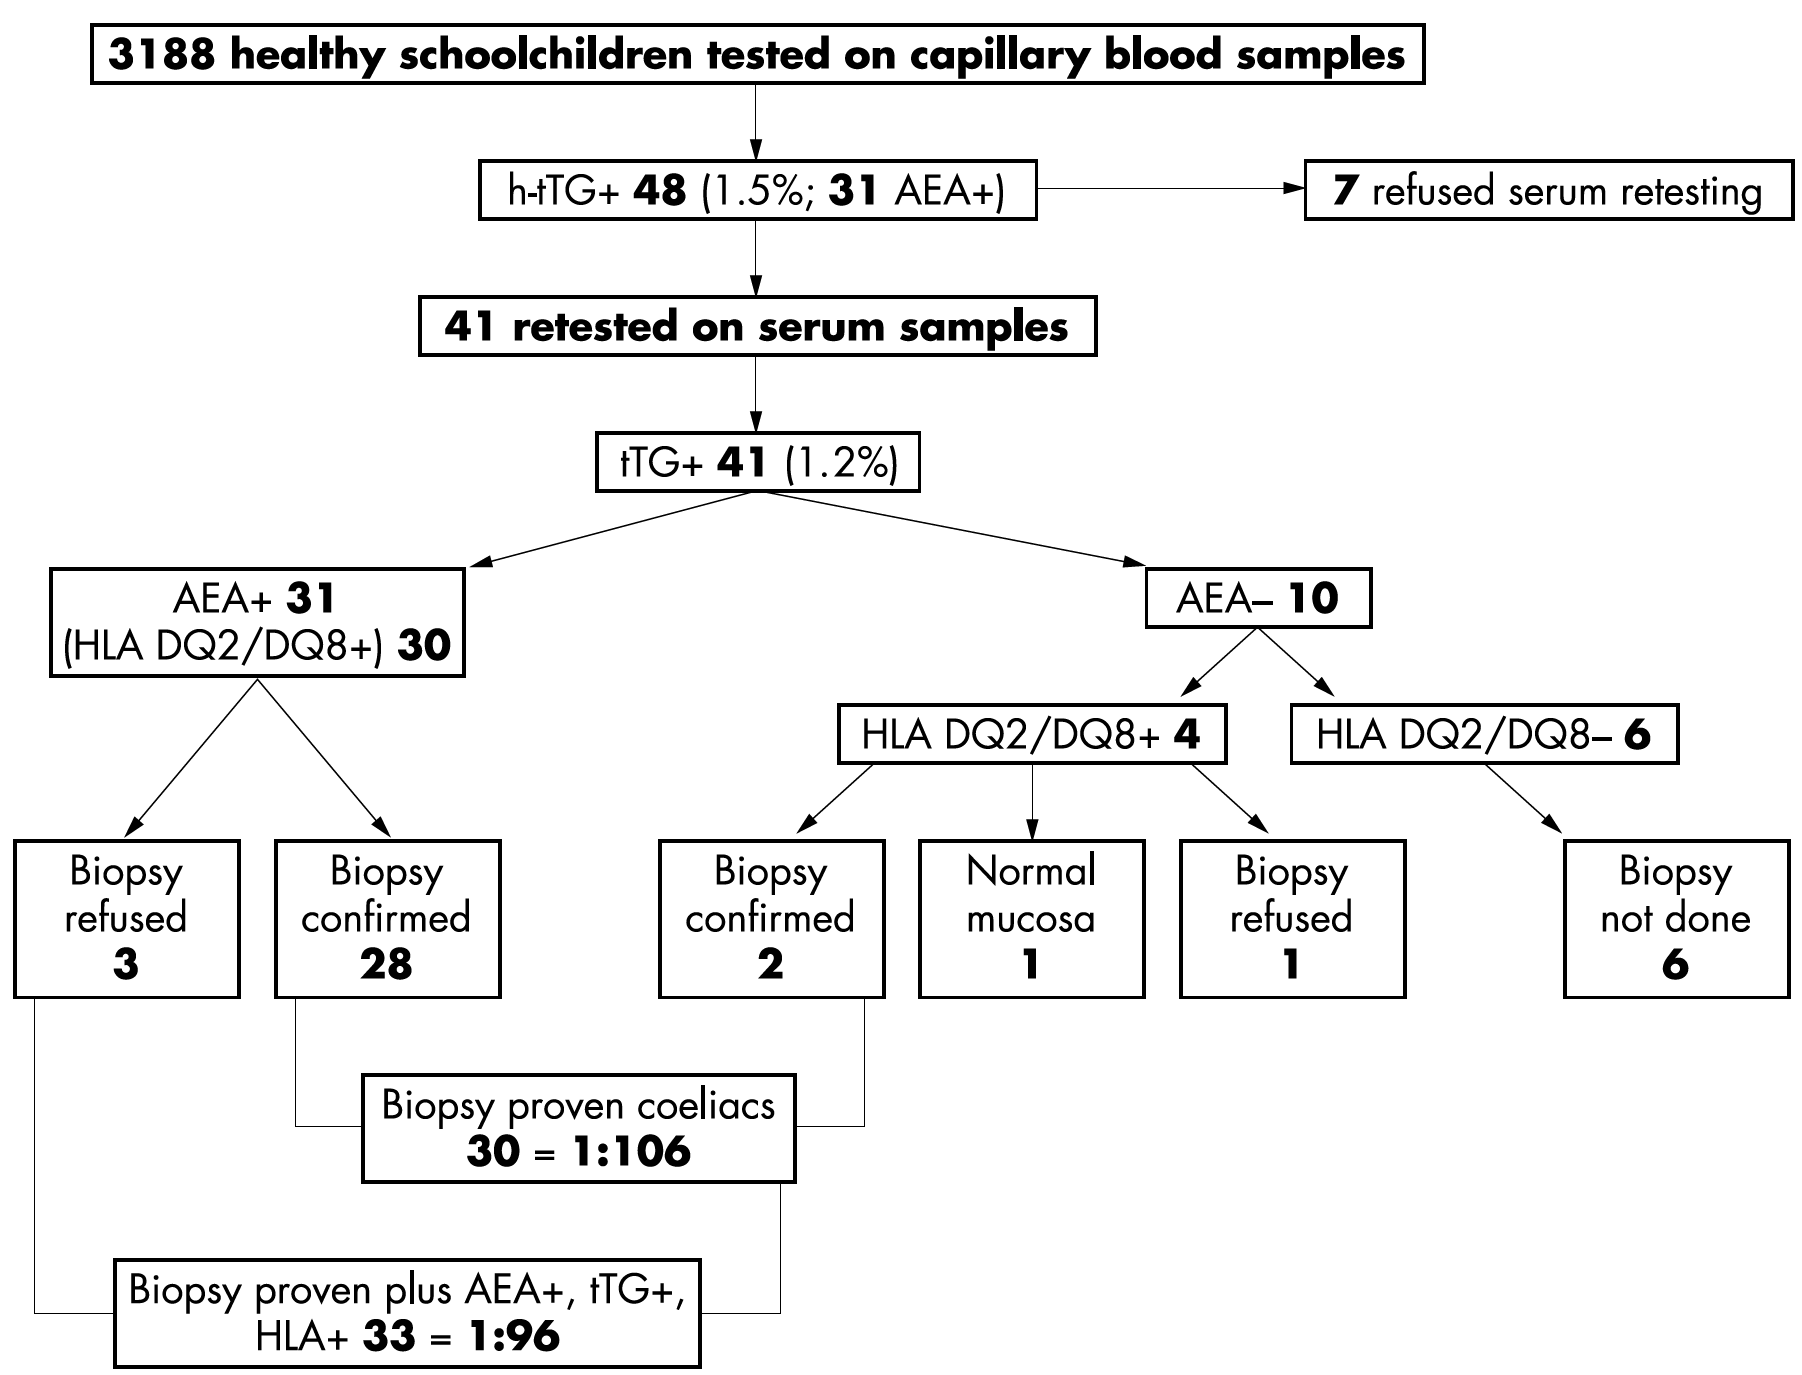 3188 healthy schoolchildren tested on capillary blood samples
h-tTG+ 48 (1.5%; 31 AEA+)
7 refused serum retesting
41 retested on serum samples
tTG+ 41 (1.2%)
AEA+ 31
(HLA DQ2/DQ8+) 30
AEA– 10
HLA DQ2/DQ8+ 4
HLA DQ2/DQ8– 6
Biopsy
refused
3
Biopsy
confirmed
28
Biopsy
confirmed
2
Normal
mucosa
1
Biopsy
refused
1
Biopsy
not done
6
Biopsy proven coeliacs
30 = 1:106
Biopsy proven plus AEA+, tTG+,
HLA+ 33 = 1:96